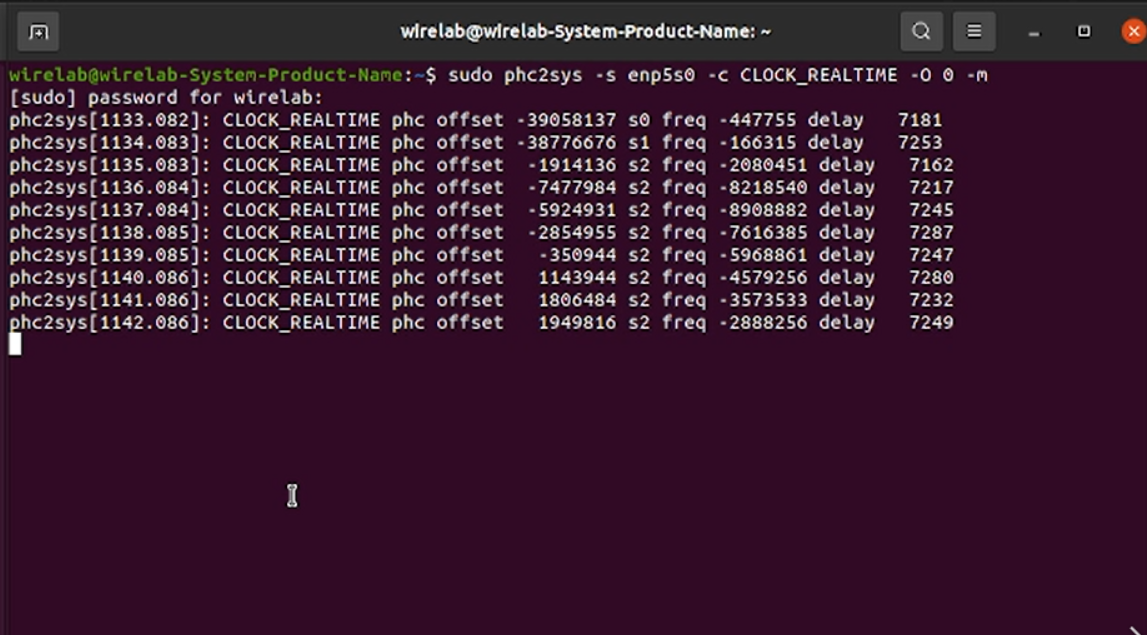 wirelab@wirelab-System-Product-Name: ~
wirelab@wirelab-System-Product-Name:~$ sudo phc2sys -s enp5s0 -c CLOCK_REALTIME -O 0 -m
[sudo] password for wirelab:
phc2sys[1133.082]: CLOCK_REALTIME phc offset -39058137 s0 freq -447755 delay 7181
phc2sys[1134.083]: CLOCK_REALTIME phc offset -38776676 s1 freq -166315 delay 7253
phc2sys[1135.083]: CLOCK_REALTIME phc offset -1914136 s2 freq -2080451 delay 7162
phc2sys[1136.084]: CLOCK_REALTIME phc offset -7477984 s2 freq -8218540 delay 7217
phc2sys[1137.084]: CLOCK_REALTIME phc offset -5924931 s2 freq -8908882 delay 7245
phc2sys[1138.085]: CLOCK_REALTIME phc offset -2854955 s2 freq -7616385 delay 7287
phc2sys[1139.085]: CLOCK_REALTIME phc offset -350944 s2 freq -5968861 delay 7247
phc2sys[1140.086]: CLOCK_REALTIME phc offset 1143944 s2 freq -4579256 delay 7280
phc2sys[1141.086]: CLOCK_REALTIME phc offset 1806484 s2 freq -3573533 delay 7232
phc2sys[1142.086]: CLOCK_REALTIME phc offset 1949816 s2 freq -2888256 delay 7249